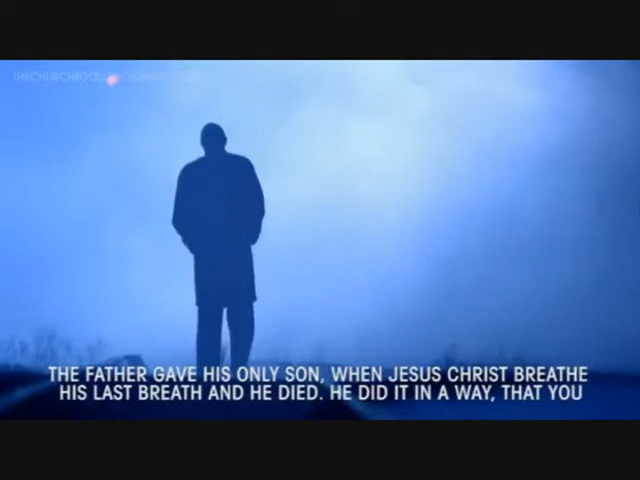 THE FATHER GAVE HIS ONLY SON, WHEN JESUS CHRIST BREATHE
HIS LAST BREATH AND HE DIED. HE DID IT IN A WAY, THAT YOU